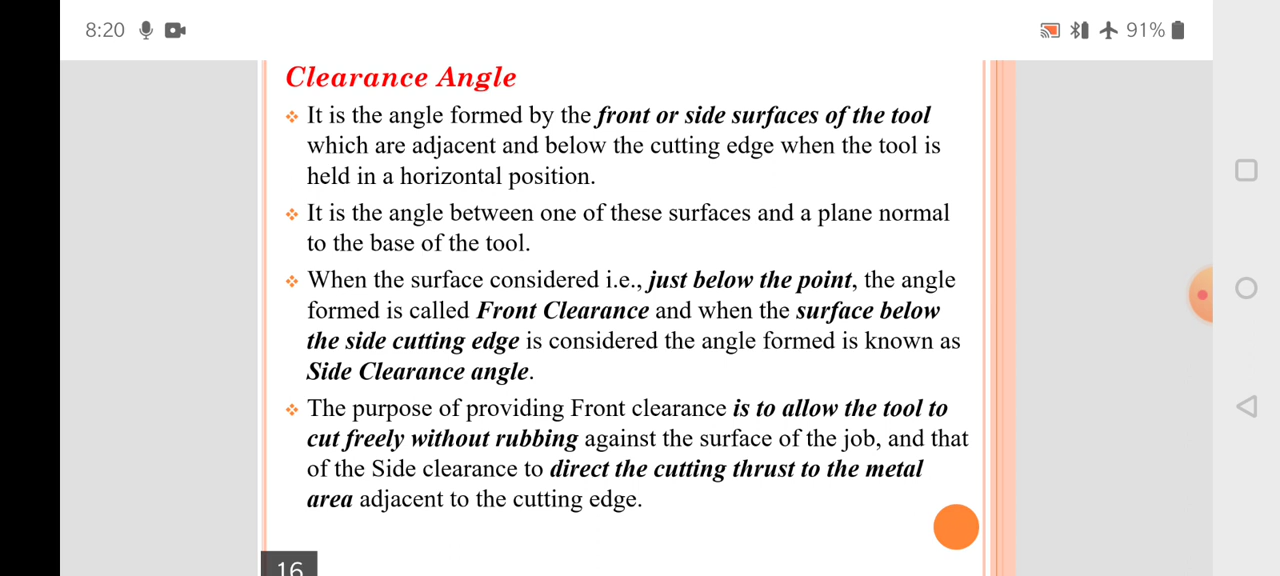 8:20
91%
Clearance Angle
❖ It is the angle formed by the front or side surfaces of the tool
which are adjacent and below the cutting edge when the tool is
held in a horizontal position.
❖ It is the angle between one of these surfaces and a plane normal
to the base of the tool.
❖ When the surface considered i.e., just below the point, the angle
formed is called Front Clearance and when the surface below
the side cutting edge is considered the angle formed is known as
Side Clearance angle.
❖ The purpose of providing Front clearance is to allow the tool to
cut freely without rubbing against the surface of the job, and that
of the Side clearance to direct the cutting thrust to the metal
area adjacent to the cutting edge.
16